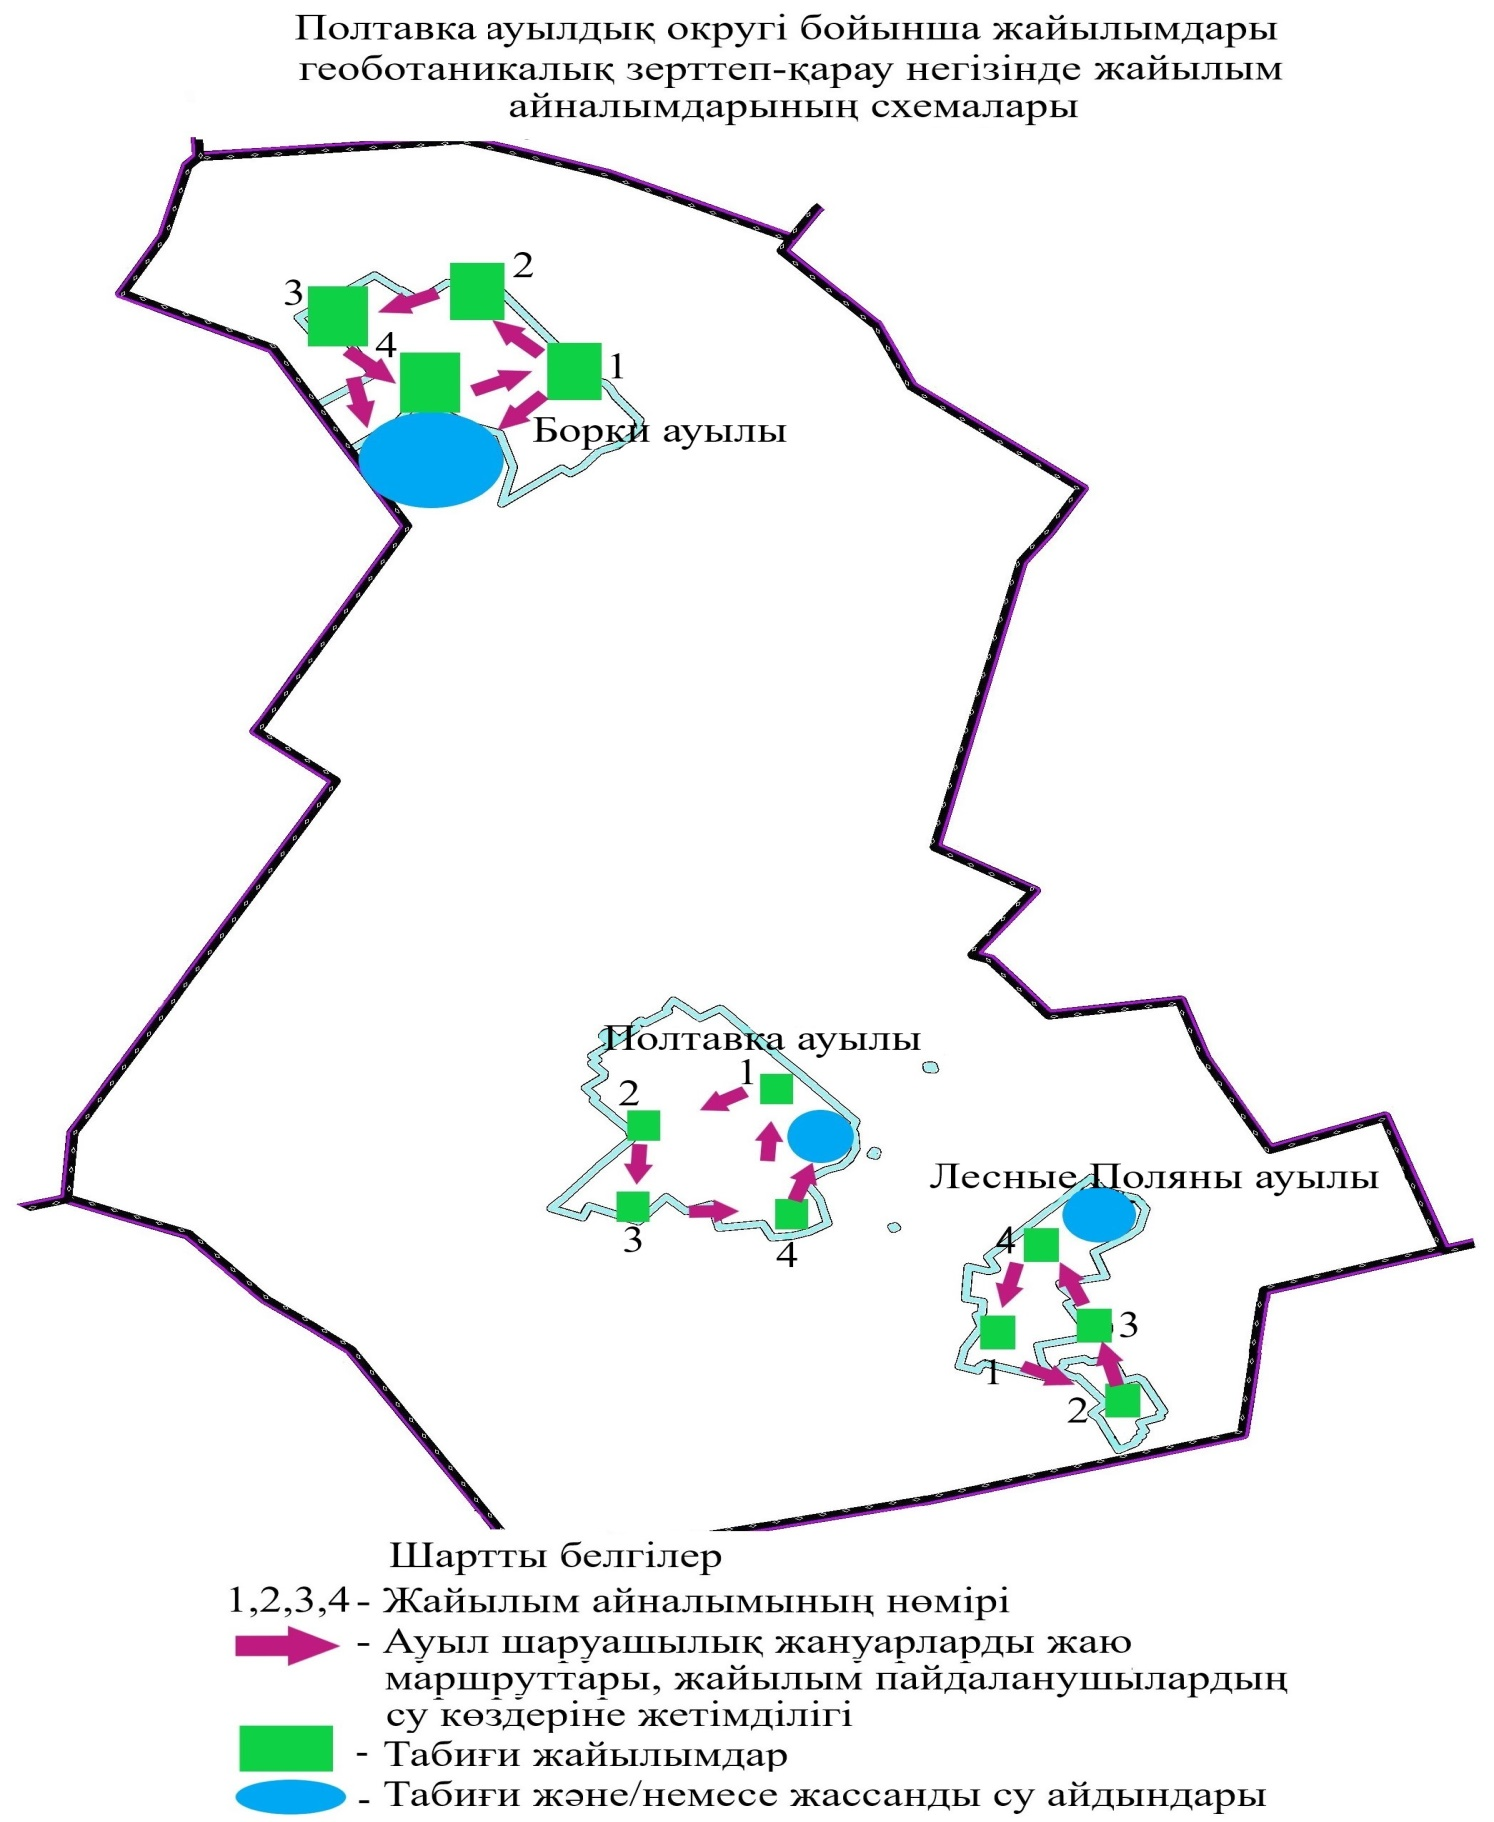 Полтавка ауылдық округі бойынша жайылымдары
геоботаникалық зерттеп-қарау негізінде жайылым
айналымдарының схемалары
2
3
4
1
Борки ауылы
Полтавка ауылы
1
2
3
4
Лесные Поляны ауылы
4
3
1
2
Шартты белгілер
1,2,3,4 - Жайылым айналымының нөмірі
- Ауыл шаруашылық жануарларды жаю
маршруттары, жайылым пайдаланушылардың
су көздеріне жетімділігі
- Табиғи жайылымдар
- Табиғи және/немесе жассанды су айдындары